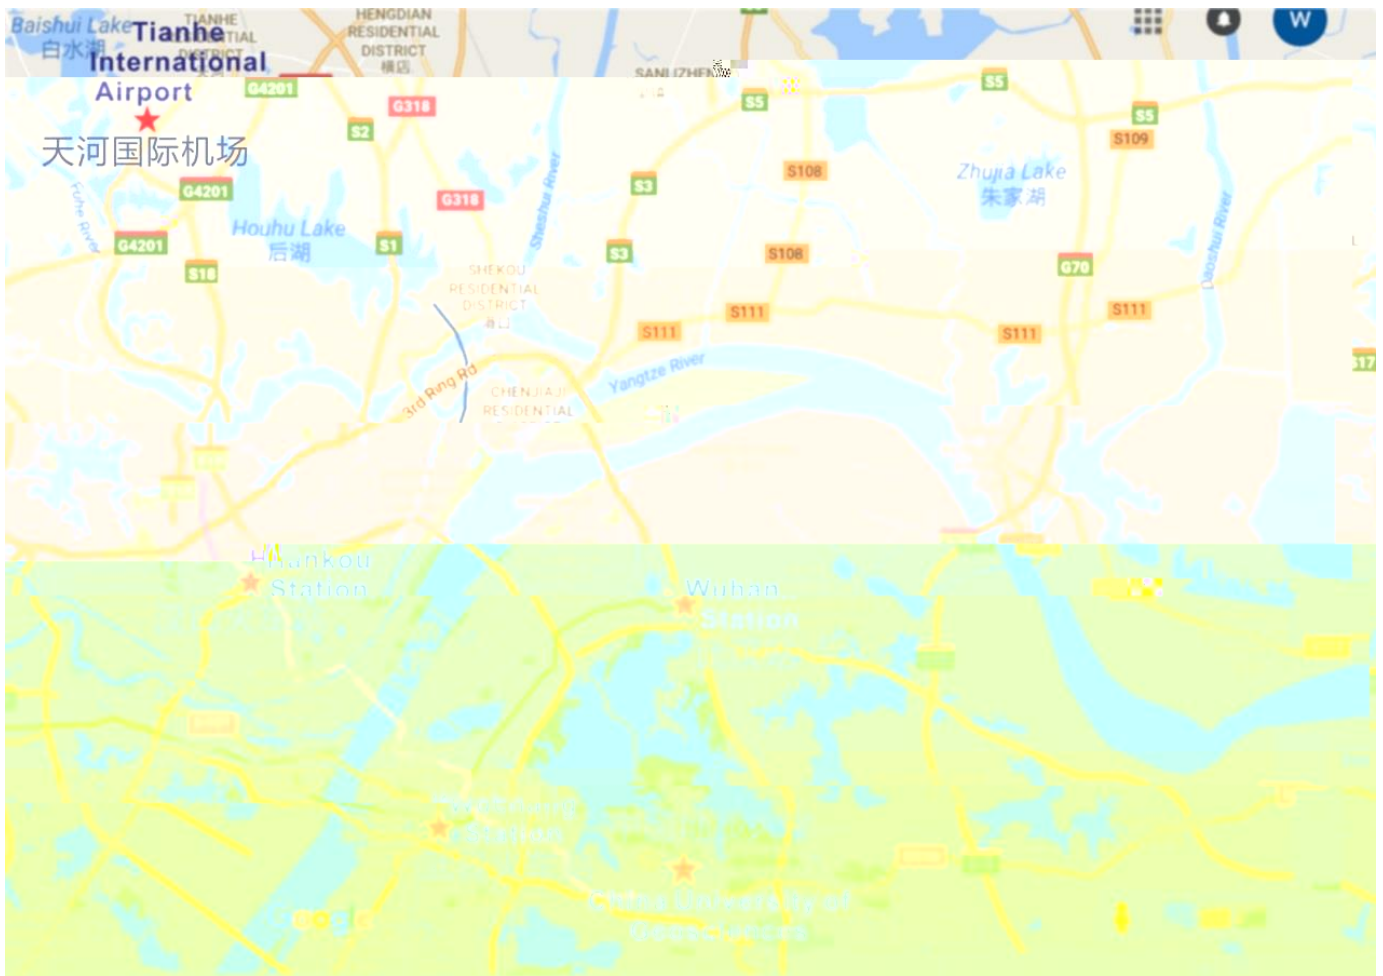 Baishui Lake
白水湖
Tianhe
International
Airport
天河国际机场
TIANHE
DISTRICT
HENGDIAN
RESIDENTIAL
DISTRICT
横店
W
G4201
G318
S2
S5
S5
S5
S109
S108
S3
Zhujia Lake
朱家湖
G4201
G318
Sheshui River
Fuhe River
Houhu Lake
后湖
Daoshui River
G4201
S1
S3
S108
G70
S18
SHEKOU
RESIDENTIAL
DISTRICT
S111
S111
S111
S111
Yangtze River
3rd Ring Rd
CHENJIAJI
RESIDENTIAL
Hankou
Station
Wuhan
Station
Station
Google
China University of
Geosciences